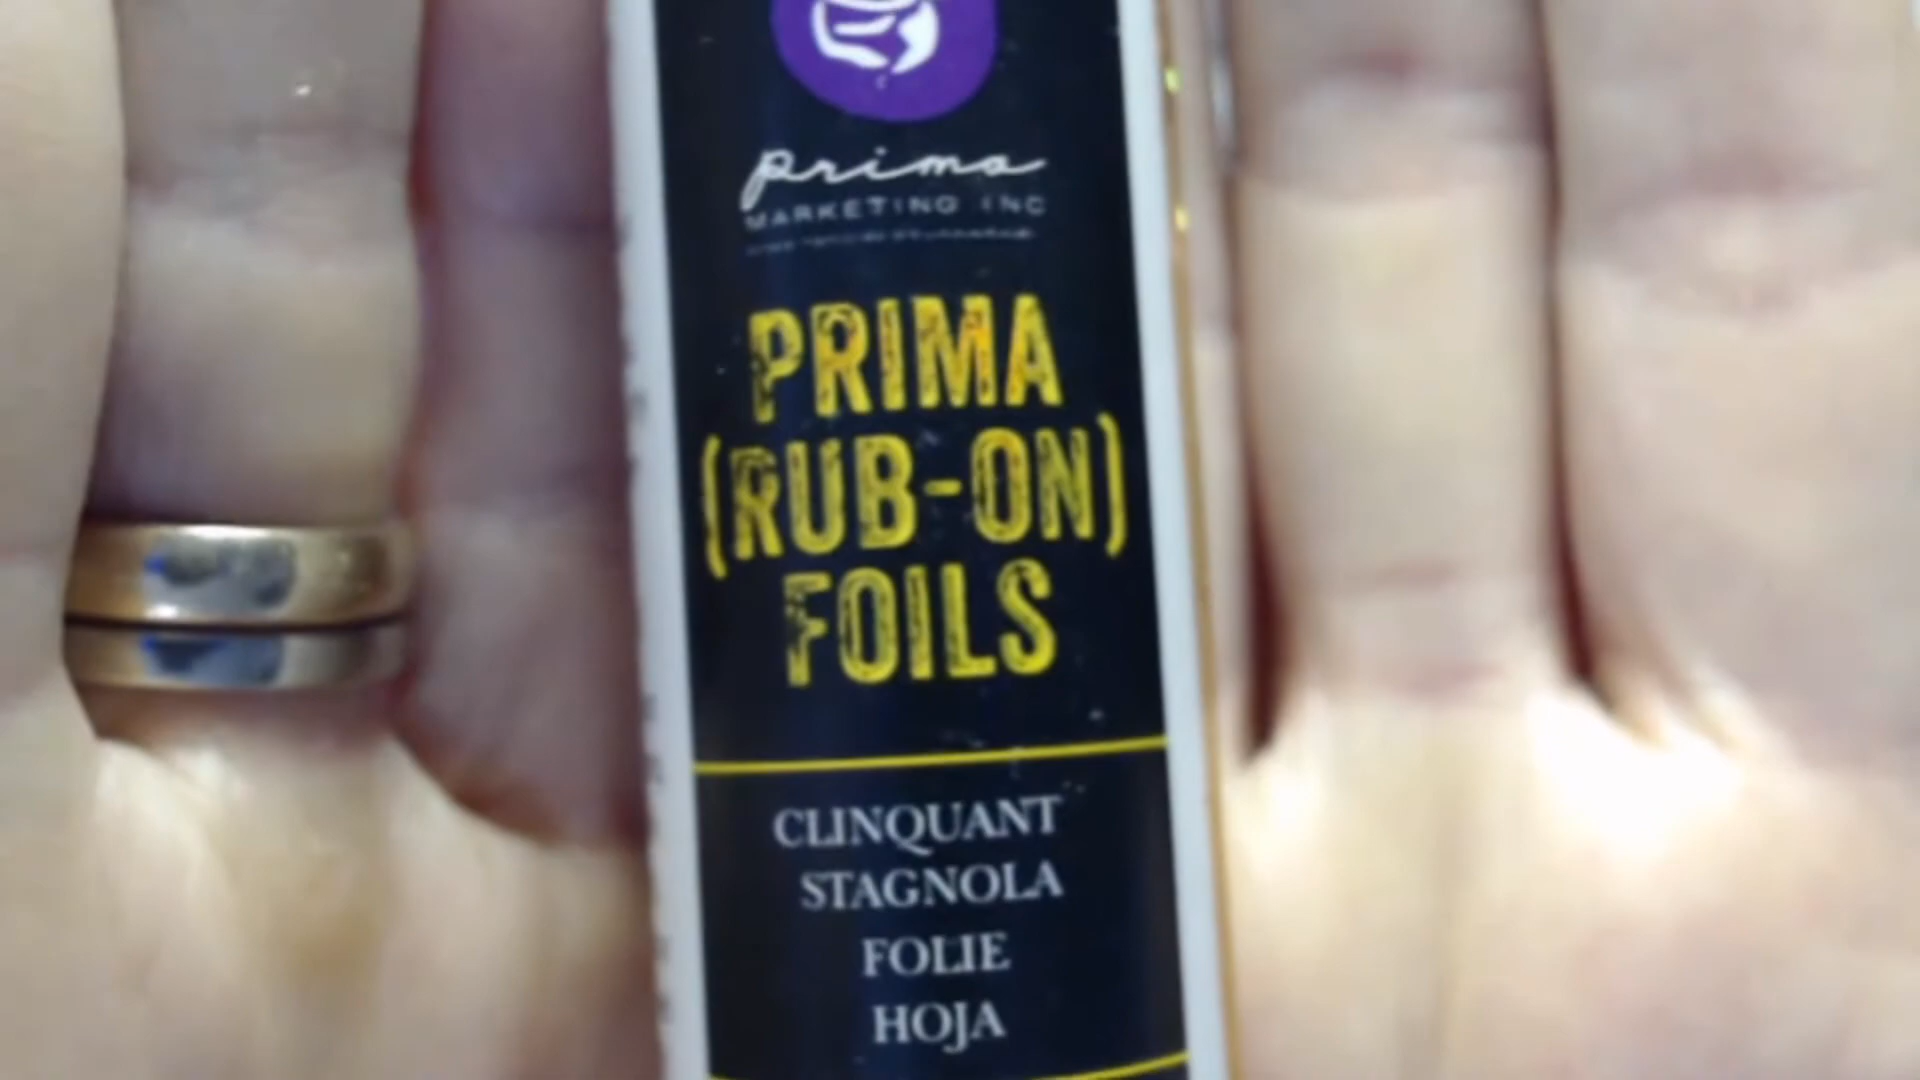 prima
MARKETING INC
PRIMA
(RUB-ON)
FOILS
CLINQUANT
STAGNOLA
FOLIE
HOJA